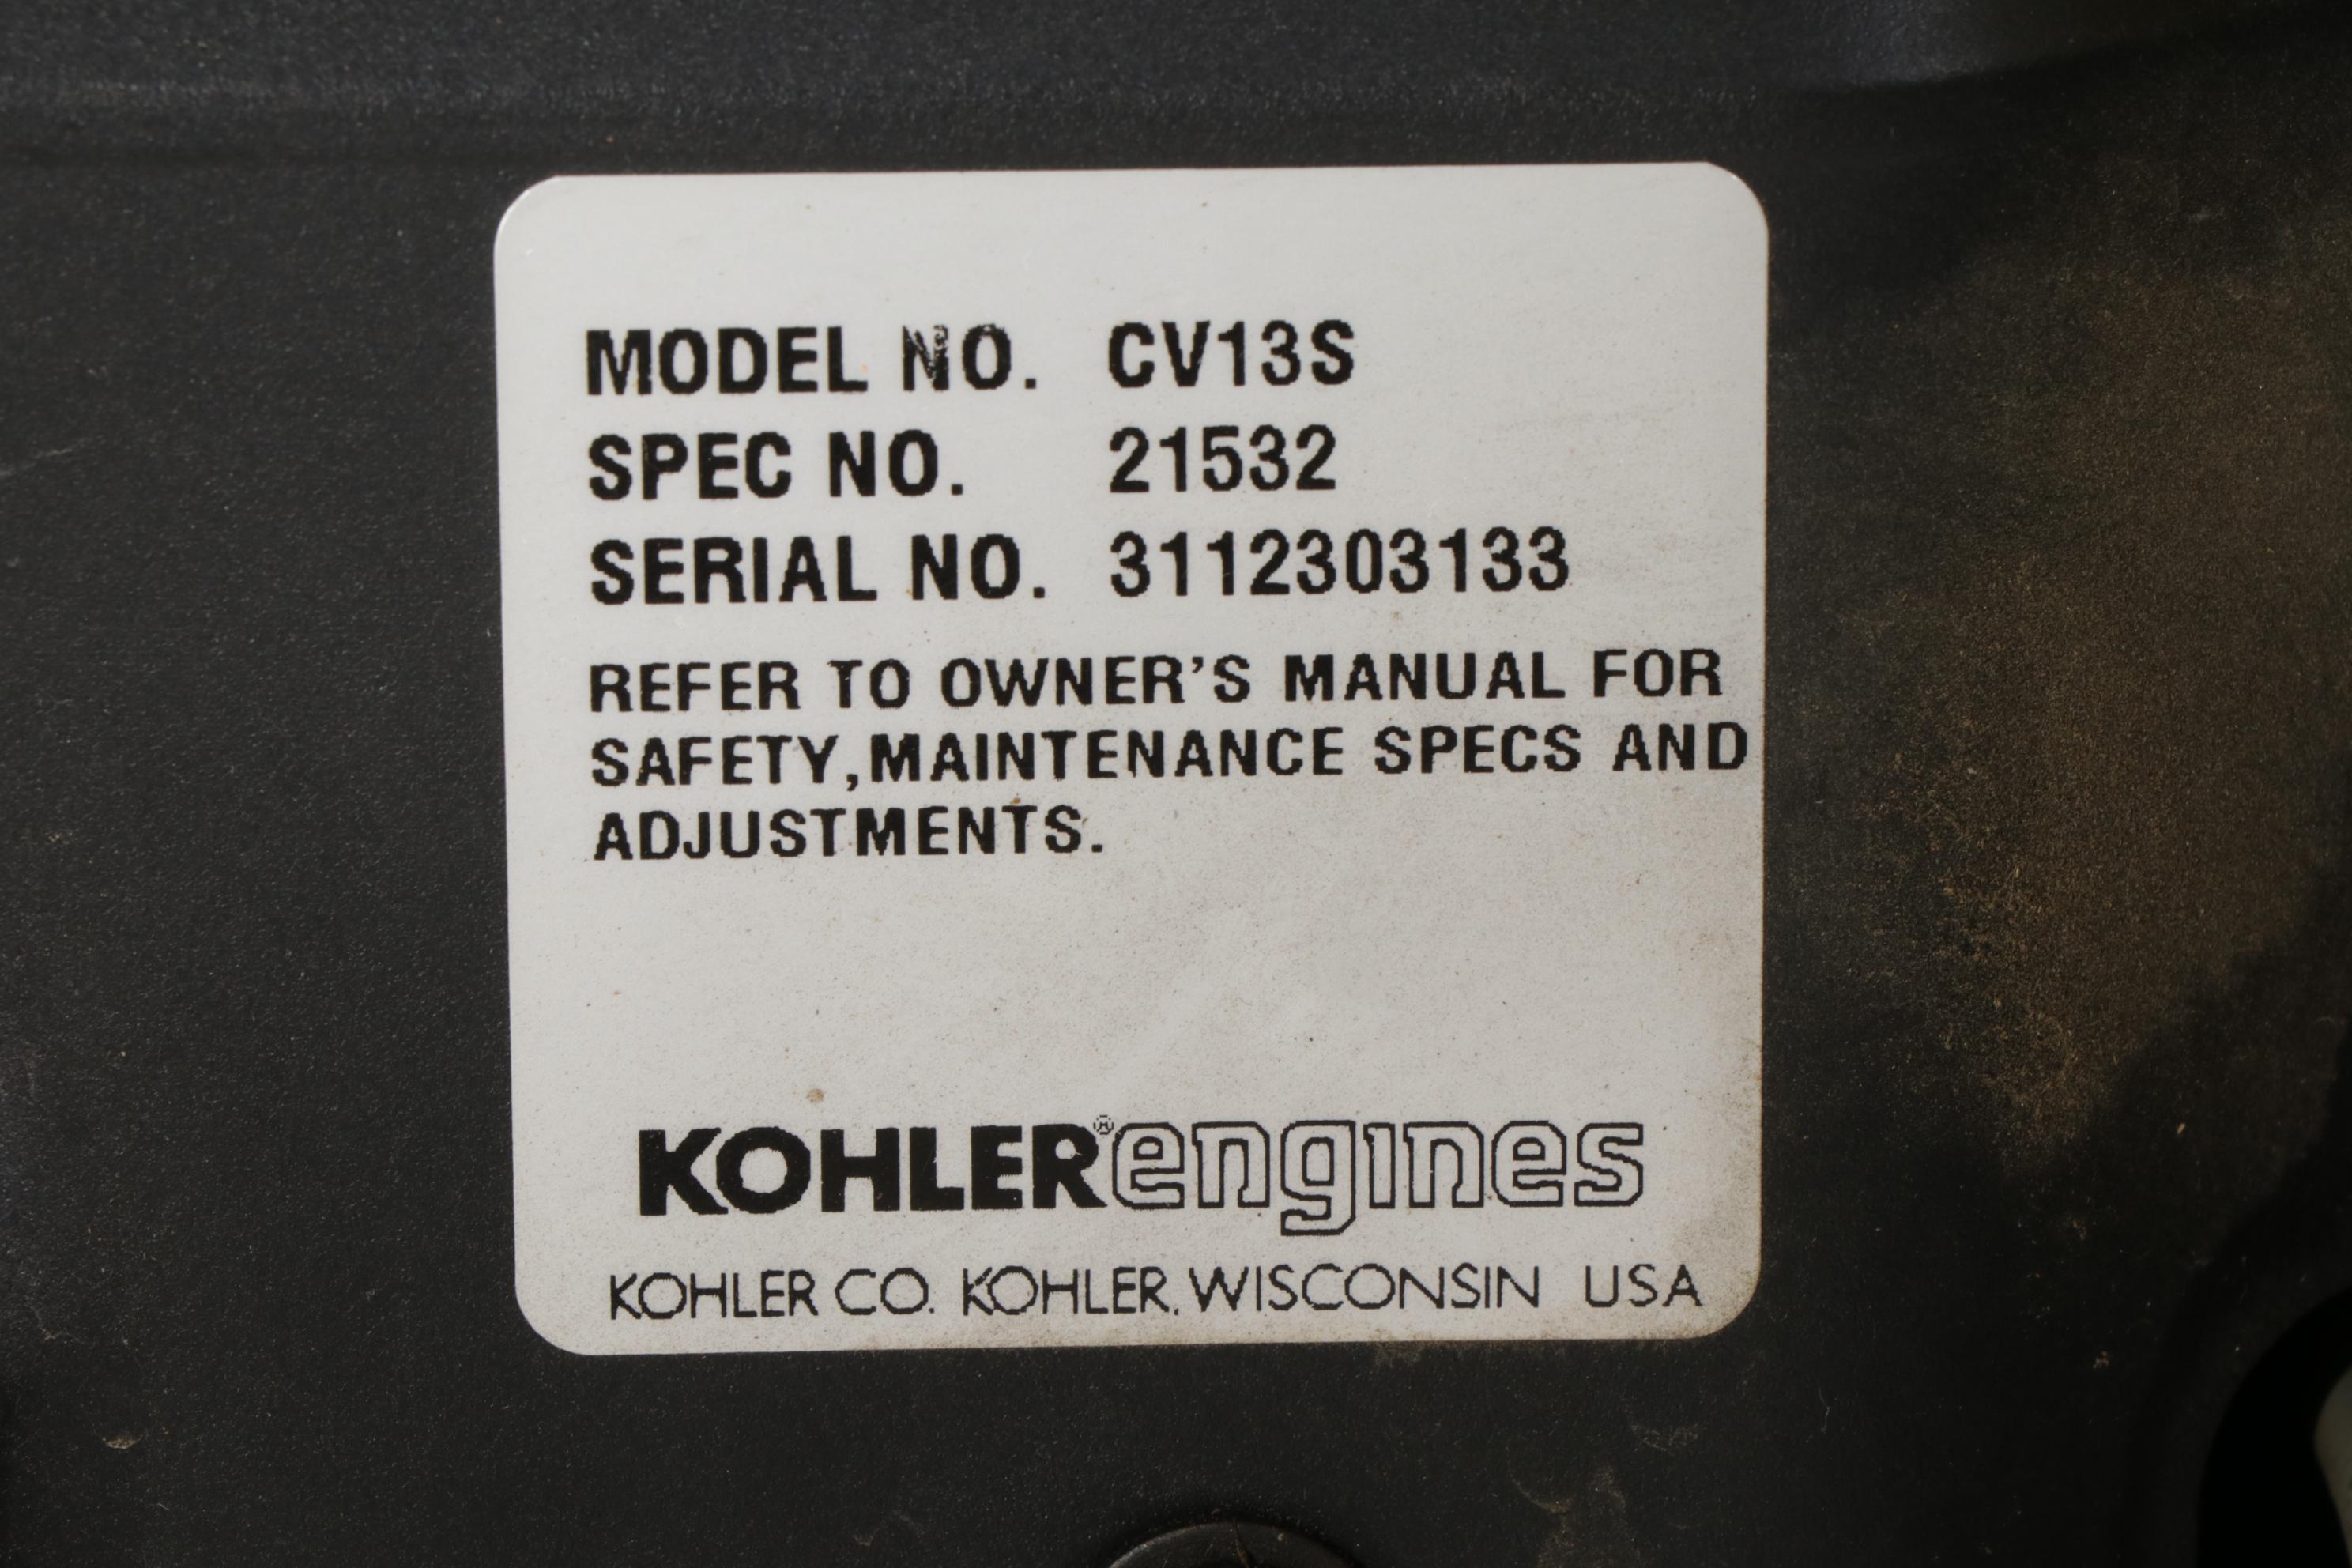 MODEL NO. CV13S
SPEC NO. 21532
SERIAL NO. 3112303133
REFER TO OWNER'S MANUAL FOR
SAFETY,MAINTENANCE SPECS AND
ADJUSTMENTS.
KOHLER® engines
KOHLER CO. KOHLER, WISCONSIN USA